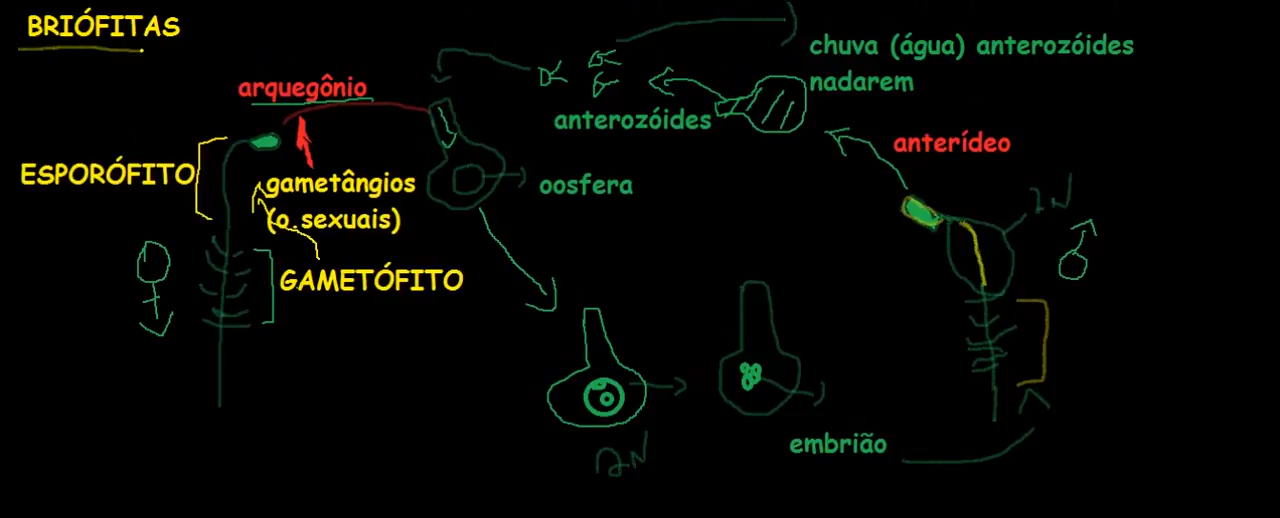 BRIÓFITAS
chuva (água) anterozóides
nadarem
arquegônio
anterozóides
anterídeo
ESPORÓFITO
gametângios
(o.sexuais)
oosfera
2N
GAMETÓFITO
embrião
2N